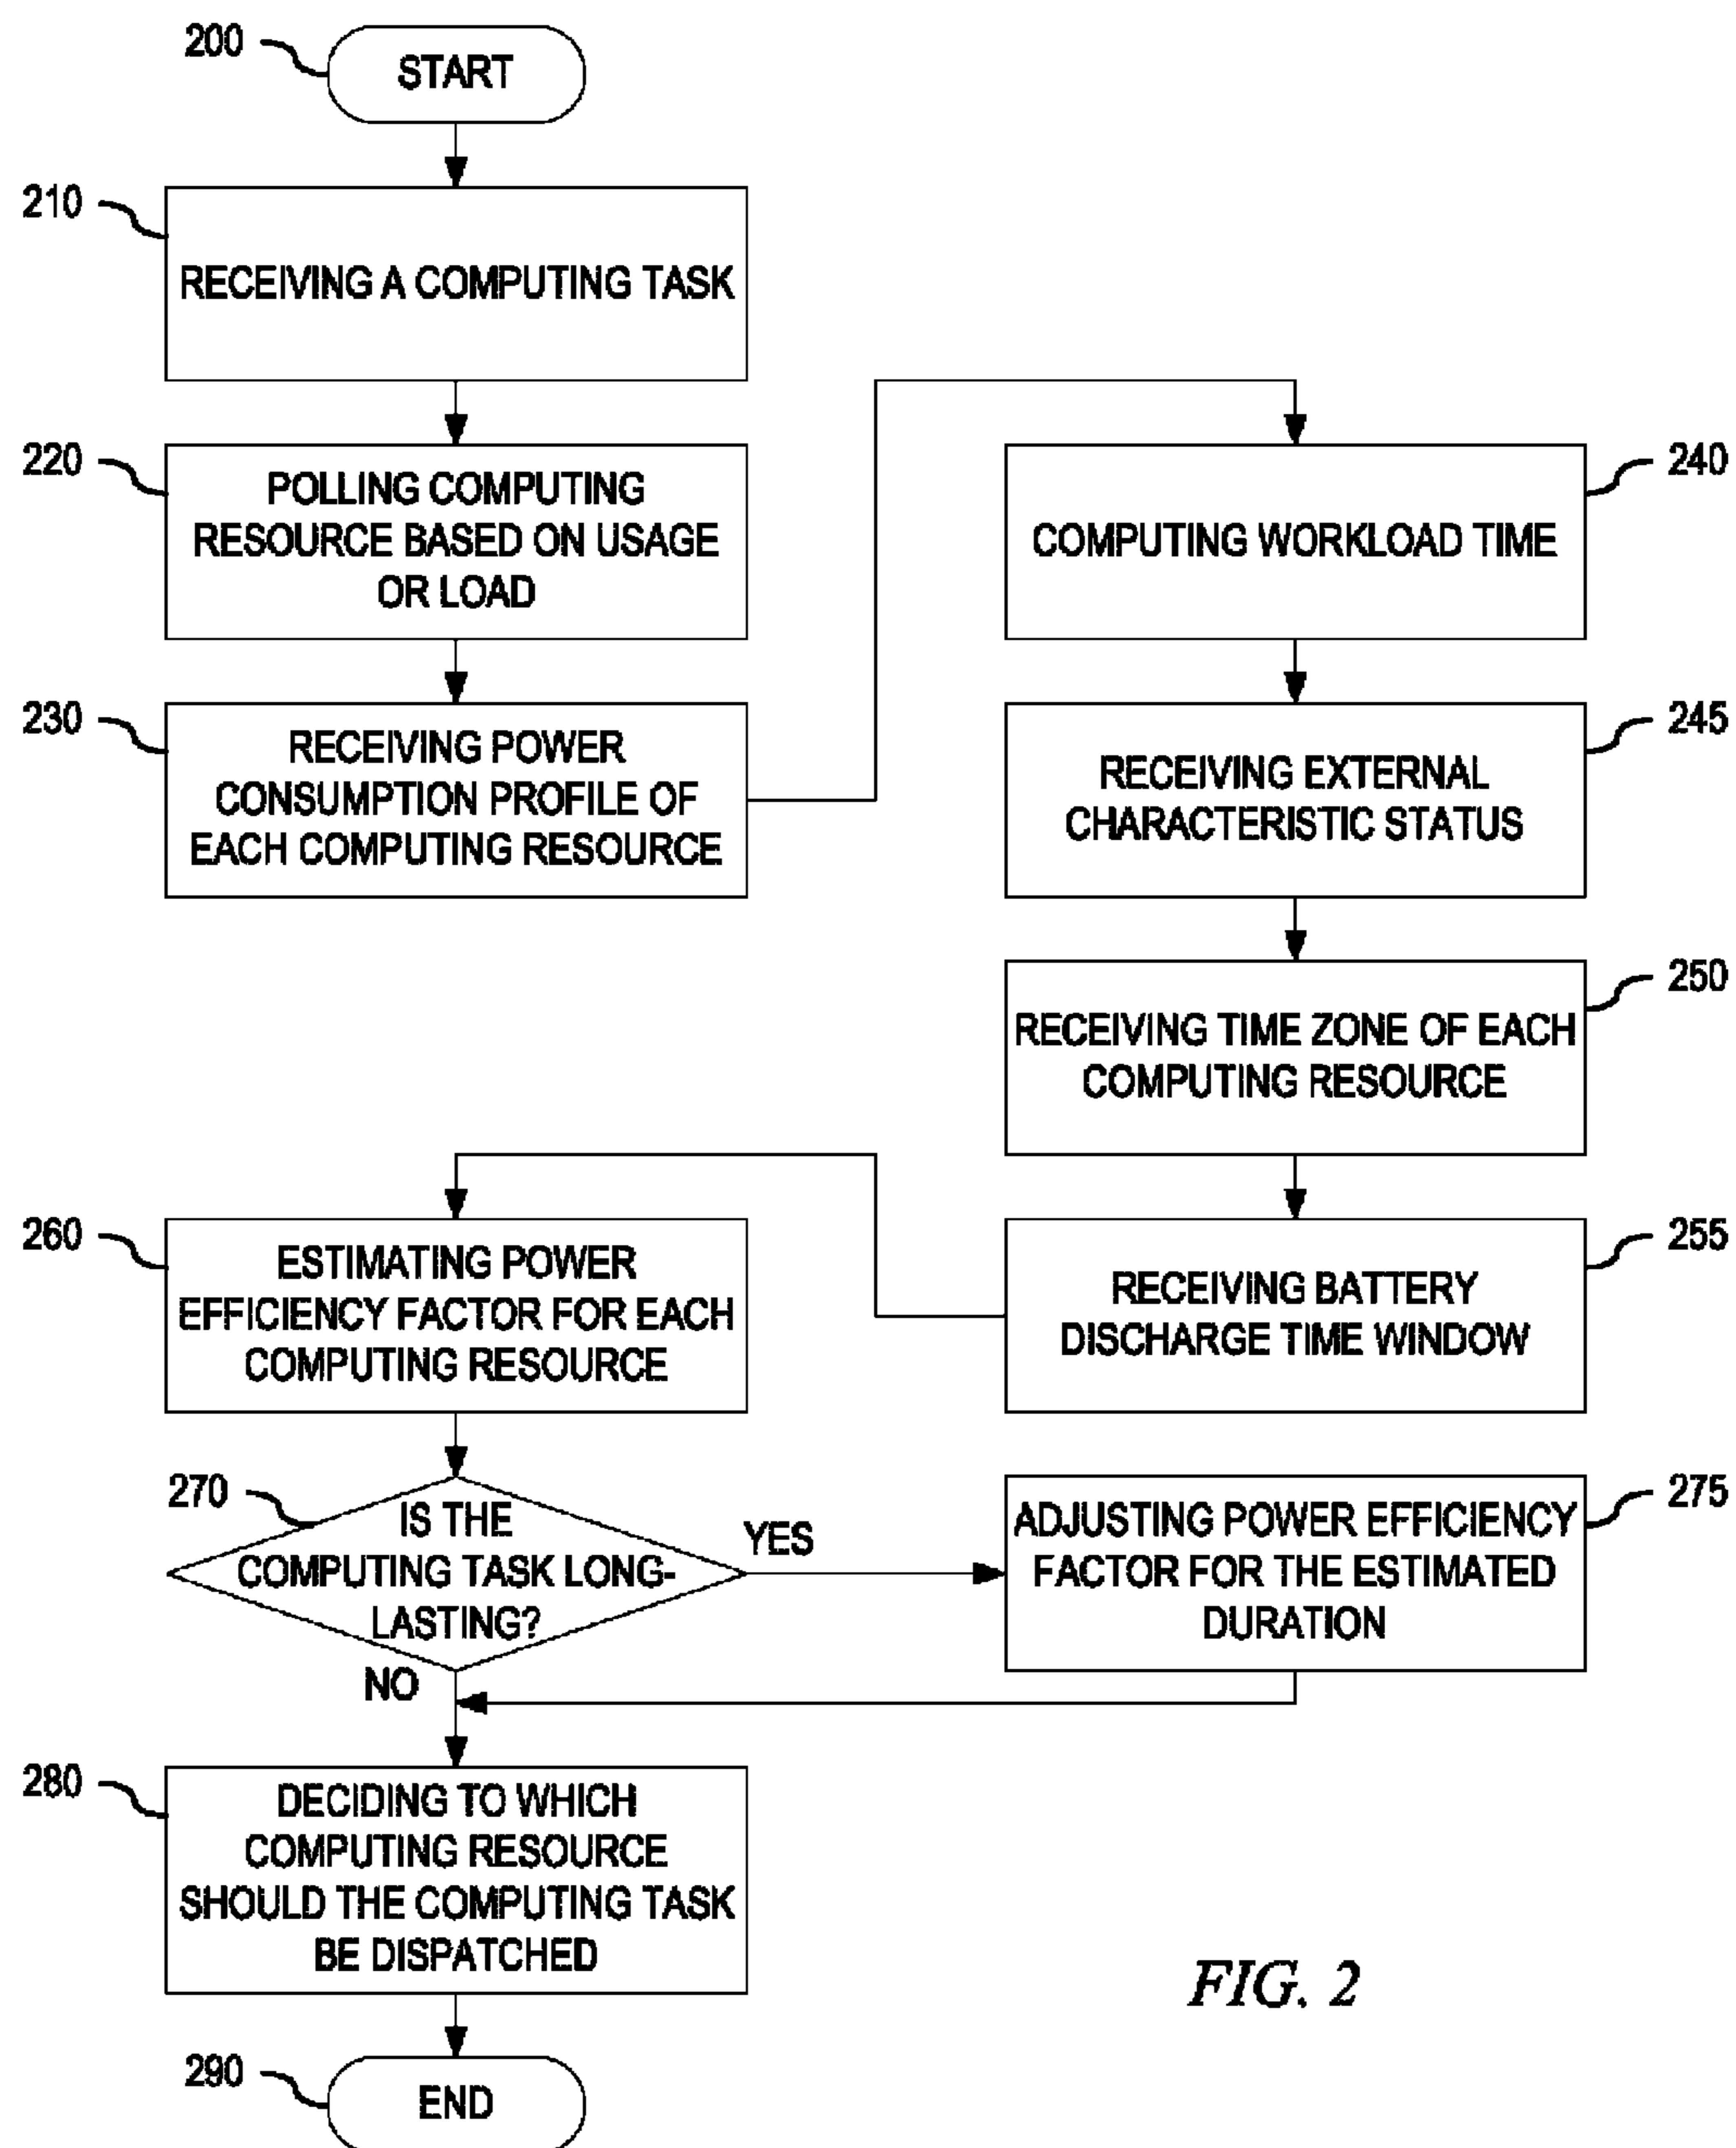 200
START
210
RECEIVING A COMPUTING TASK
220
POLLING COMPUTING
RESOURCE BASED ON USAGE
OR LOAD
230
RECEIVING POWER
CONSUMPTION PROFILE OF
EACH COMPUTING RESOURCE
240
COMPUTING WORKLOAD TIME
245
RECEIVING EXTERNAL
CHARACTERISTIC STATUS
250
RECEIVING TIME ZONE OF EACH
COMPUTING RESOURCE
255
RECEIVING BATTERY
DISCHARGE TIME WINDOW
260
ESTIMATING POWER
EFFICIENCY FACTOR FOR EACH
COMPUTING RESOURCE
270
IS THE
COMPUTING TASK LONG-
LASTING?
YES
NO
275
ADJUSTING POWER EFFICIENCY
FACTOR FOR THE ESTIMATED
DURATION
280
DECIDING TO WHICH
COMPUTING RESOURCE
SHOULD THE COMPUTING TASK
BE DISPATCHED
290
END
FIG. 2